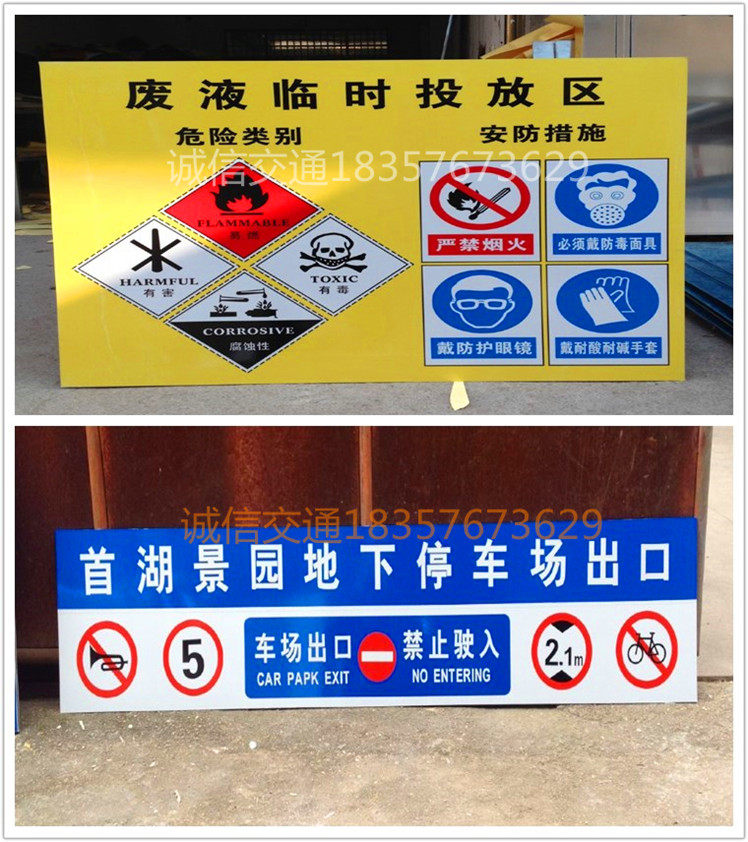 废液临时投放区
危险类别
安防措施
诚信交通18357673629
FLAMMABLE
易燃
HARMFUL
有害
TOXIC
有毒
CORROSIVE
腐蚀性
严禁烟火
必须戴防毒面具
戴防护眼镜
戴耐酸耐碱手套
诚信交通18357673629
首湖景园地下停车场出口
5
车场出口
CAR PAPK EXIT
禁止驶入
NO ENTERING
2.1m